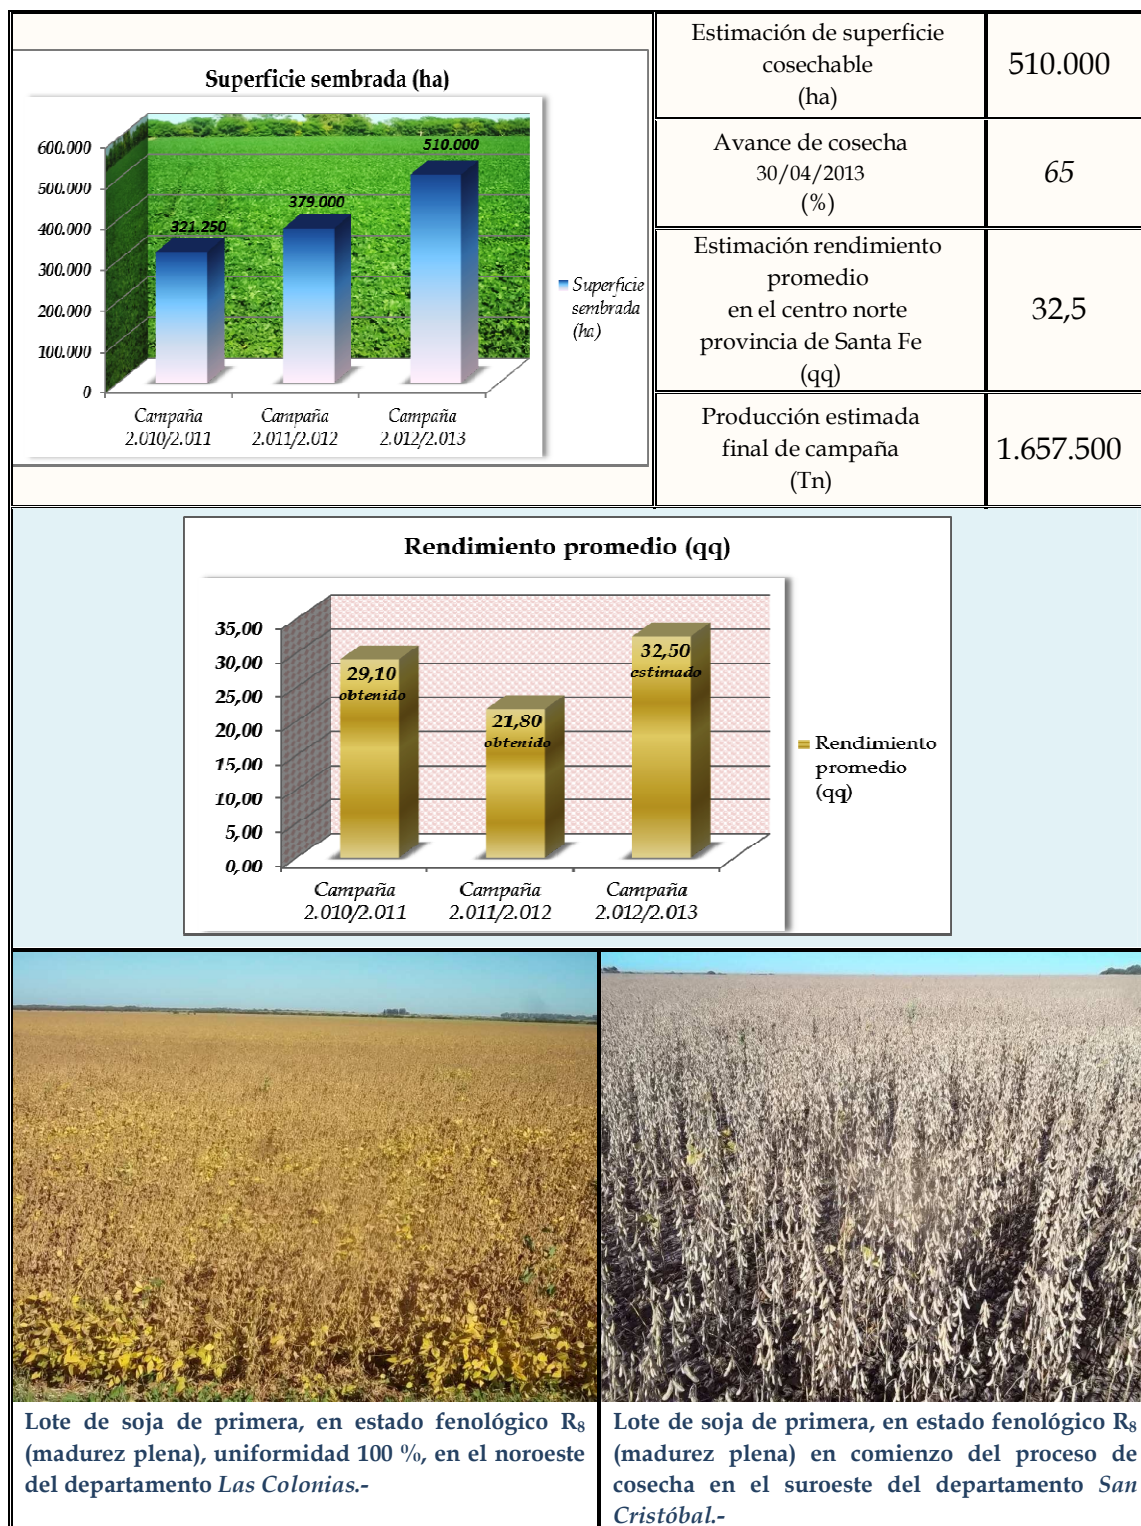 Superficie sembrada (ha)
600.000
500.000
400.000
300.000
200.000
100.000
0
321.250
379.000
510.000
Campaña
2.010/2.011
Campaña
2.011/2.012
Campaña
2.012/2.013
Superficie
sembrada
(ha)
Estimación de superficie
cosechable
(ha)
510.000
Avance de cosecha
30/04/2013
(%)
65
Estimación rendimiento
promedio
en el centro norte
provincia de Santa Fe
(qq)
32,5
Producción estimada
final de campaña
(Tn)
1.657.500
Rendimiento promedio (qq)
35,00
30,00
25,00
20,00
15,00
10,00
5,00
0,00
29,10
obtenido
21,80
obtenido
32,50
estimado
Campaña
2.010/2.011
Campaña
2.011/2.012
Campaña
2.012/2.013
Rendimiento
promedio
(qq)
Lote de soja de primera, en estado fenológico R₈
(madurez plena), uniformidad 100 %, en el noroeste
del departamento Las Colonias.-
Lote de soja de primera, en estado fenológico R₈
(madurez plena) en comienzo del proceso de
cosecha en el suroeste del departamento San
Cristóbal.-